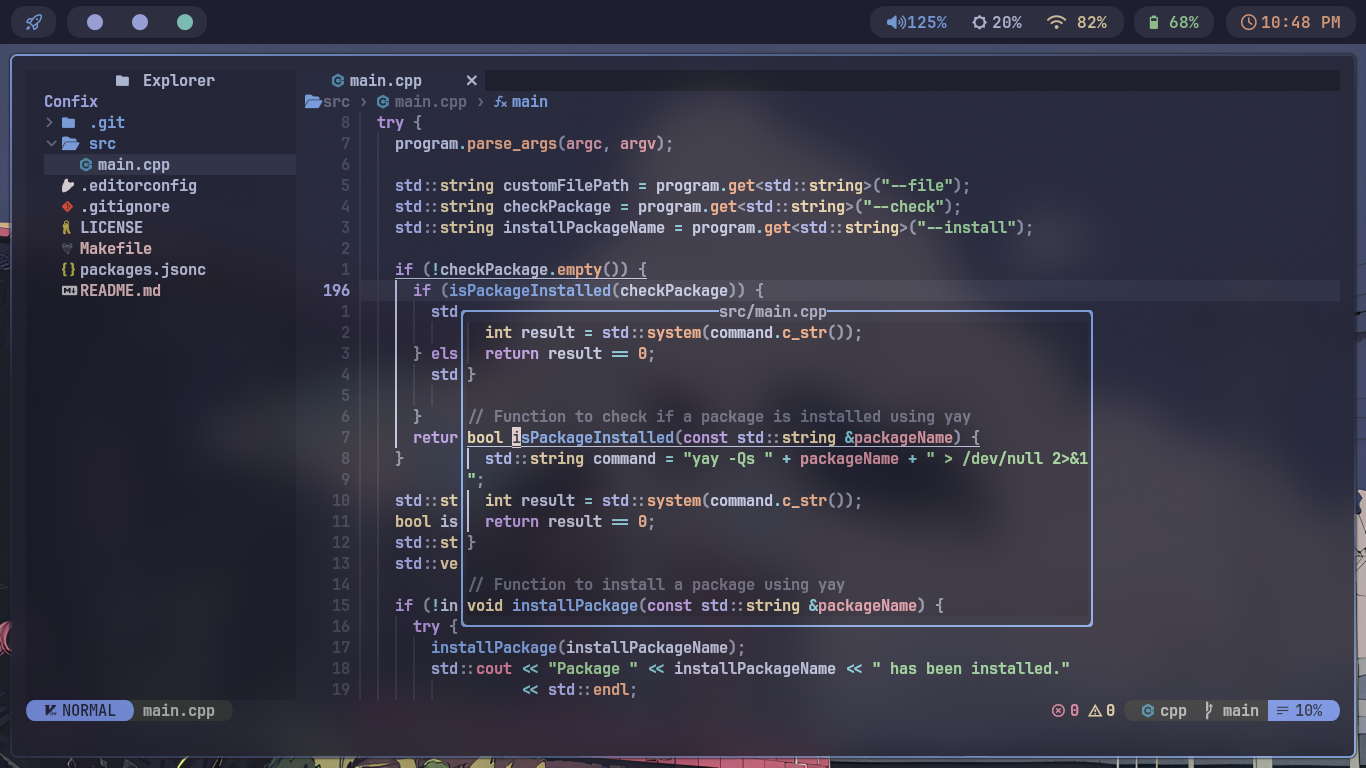 125% 20% 82% 68% 10:48 PM
Explorer
main.cpp ×
Confix
src › main.cpp › main
.git
src
main.cpp
.editorconfig
.gitignore
LICENSE
Makefile
packages.jsonc
README.md
8 try {
7 program.parse_args(argc, argv);
6
5 std::string customFilePath = program.get<std::string>("--file");
4 std::string checkPackage = program.get<std::string>("--check");
3 std::string installPackageName = program.get<std::string>("--install");
2
1 if (!checkPackage.empty()) {
196 if (isPackageInstalled(checkPackage)) {
1 std
2
3 } els
4 std
5
6 }
7 retur
8 }
9
10 std::st
11 bool is
12 std::st
13 std::ve
14
15 if (!in
16 try {
17 installPackage(installPackageName);
18 std::cout << "Package " << installPackageName << " has been installed."
19 << std::endl;
src/main.cpp
int result = std::system(command.c_str());
return result == 0;
}
// Function to check if a package is installed using yay
bool isPackageInstalled(const std::string &packageName) {
std::string command = "yay -Qs " + packageName + " > /dev/null 2>&1
";
int result = std::system(command.c_str());
return result == 0;
}
// Function to install a package using yay
void installPackage(const std::string &packageName) {
NORMAL main.cpp 0 0 cpp main 10%